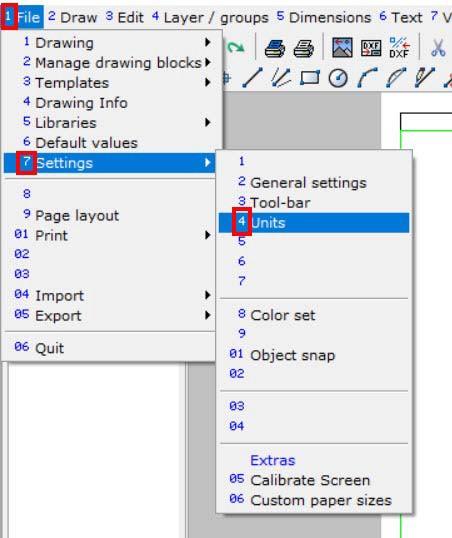 1 File 2 Draw 3 Edit 4 Layer / groups 5 Dimensions 6 Text 7 V
1 Drawing
2 Manage drawing blocks
3 Templates
4 Drawing Info
5 Libraries
6 Default values
7 Settings
8
9 Page layout
01 Print
02
03
04 Import
05 Export
06 Quit
DXF
DXF
1
2 General settings
3 Tool-bar
4 Units
5
6
7
8 Color set
9
01 Object snap
02
03
04
Extras
05 Calibrate Screen
06 Custom paper sizes